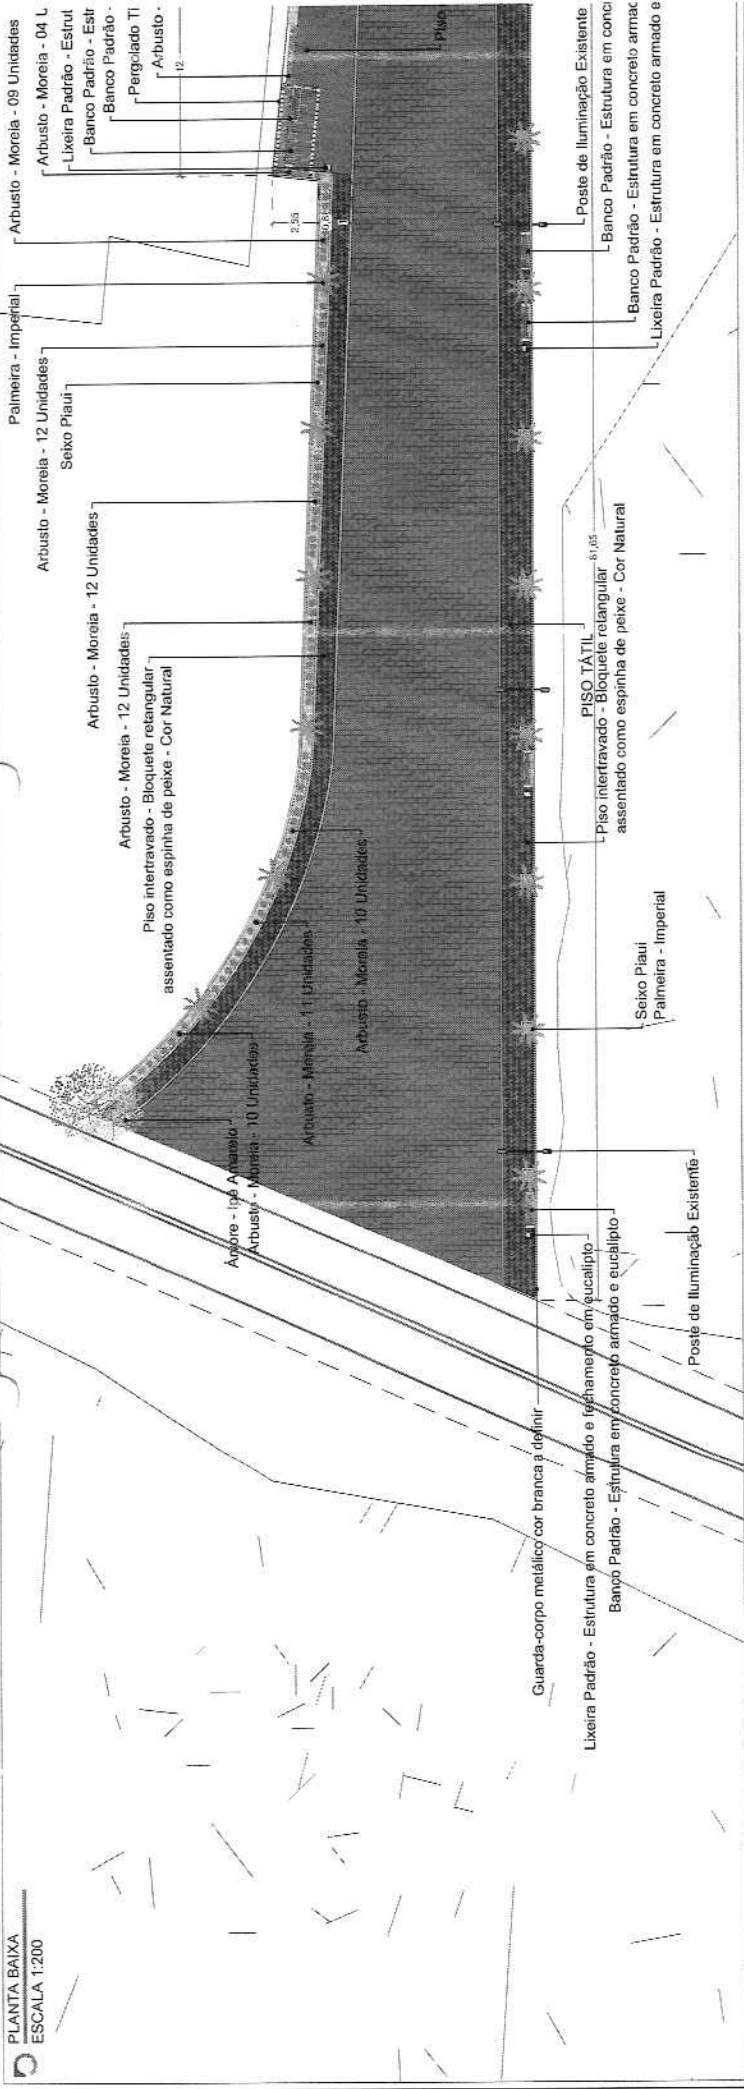 PLANTA BAIXA
ESCALA 1:200
Arbusto - Moreia - 09 Unidades
Arbusto - Moreia - 04 U
Lixeira Padrão - Estrut
Banco Padrão - Estr
Banco Padrão -
Pergolado Ti
Arbusto -
12
Palmeira - Imperial
Arbusto - Moreia - 12 Unidades
Seixo Piaui
2,55
Piso
Arbusto - Moreia - 12 Unidades
Arbusto - Moreia - 12 Unidades
Piso intertravado - Bloquete retangular
assentado como espinha de peixe - Cor Natural
Arbusto - Moreia - 10 Unidades
Arbusto - Moreia - 11 Unidades
Arbusto - Moreia - 10 Unidades
Arvore - Ipê Amarelo
Poste de Iluminação Existente
Banco Padrão - Estrutura em conc
Banco Padrão - Estrutura em concreto armad
Lixeira Padrão - Estrutura em concreto armado e
81,65
PISO TÁTIL
Piso intertravado - Bloquete retangular
assentado como espinha de peixe - Cor Natural
Seixo Piaui
Palmeira - Imperial
Poste de Iluminação Existente
Guarda-corpo metálico cor branca a definir
Lixeira Padrão - Estrutura em concreto armado e fechamento em eucalipto
Banco Padrão - Estrutura em concreto armado e eucalipto